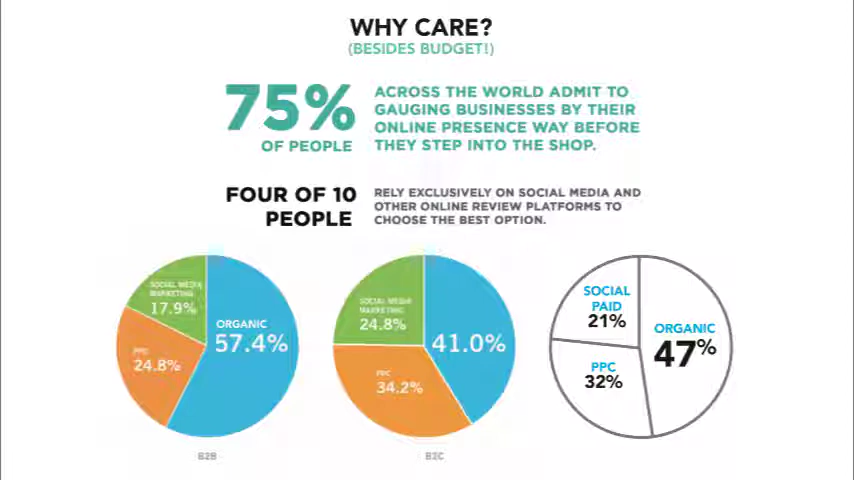 WHY CARE?
(BESIDES BUDGET!)
75%
OF PEOPLE
ACROSS THE WORLD ADMIT TO
GAUGING BUSINESSES BY THEIR
ONLINE PRESENCE WAY BEFORE
THEY STEP INTO THE SHOP.
FOUR OF 10
PEOPLE
RELY EXCLUSIVELY ON SOCIAL MEDIA AND
OTHER ONLINE REVIEW PLATFORMS TO
CHOOSE THE BEST OPTION.
SOCIAL MEDIA
MARKETING
17.9%
ORGANIC
57.4%
PPC
24.8%
B2B
SOCIAL MEDIA
MARKETING
24.8%
41.0%
PPC
34.2%
B2C
SOCIAL
PAID
21%
ORGANIC
47%
PPC
32%